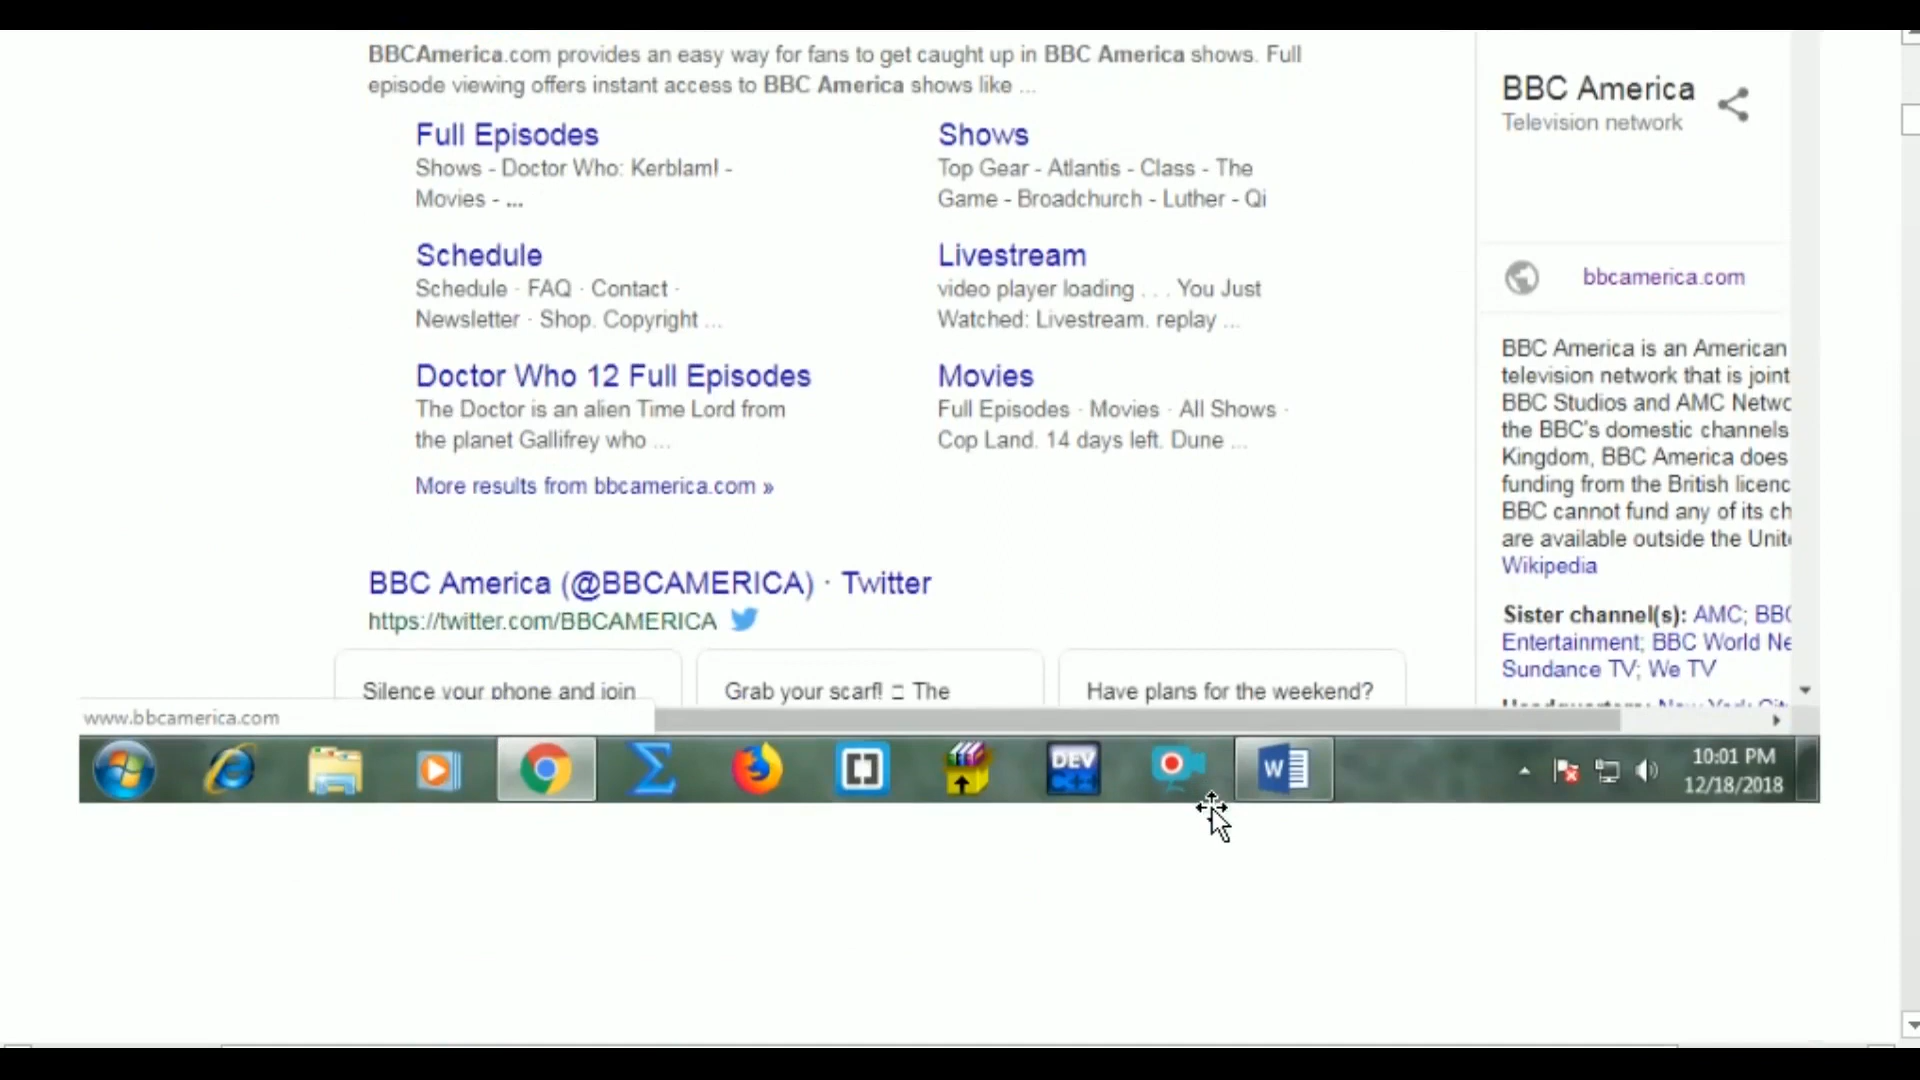 BBCAmerica.com provides an easy way for fans to get caught up in BBC America shows. Full
episode viewing offers instant access to BBC America shows like ...
Full Episodes
Shows - Doctor Who: Kerblam! -
Movies - ...
Shows
Top Gear - Atlantis - Class - The
Game - Broadchurch - Luther - Qi
Schedule
Schedule · FAQ · Contact ·
Newsletter · Shop. Copyright ...
Livestream
video player loading . . . You Just
Watched: Livestream. replay ...
Doctor Who 12 Full Episodes
The Doctor is an alien Time Lord from
the planet Gallifrey who ...
Movies
Full Episodes · Movies · All Shows ·
Cop Land. 14 days left. Dune ...
More results from bbcamerica.com »
BBC America (@BBCAMERICA) · Twitter
https://twitter.com/BBCAMERICA
Silence your phone and join
Grab your scarf! □ The
Have plans for the weekend?
BBC America
Television network
bbcamerica.com
BBC America is an American
television network that is joint
BBC Studios and AMC Netwo
the BBC's domestic channels
Kingdom, BBC America does
funding from the British licenc
BBC cannot fund any of its ch
are available outside the Unit
Wikipedia
Sister channel(s): AMC; BBC
Entertainment; BBC World Ne
Sundance TV; We TV
Headquarters: New York Cit
www.bbcamerica.com
DEV
C++
W
10:01 PM
12/18/2018